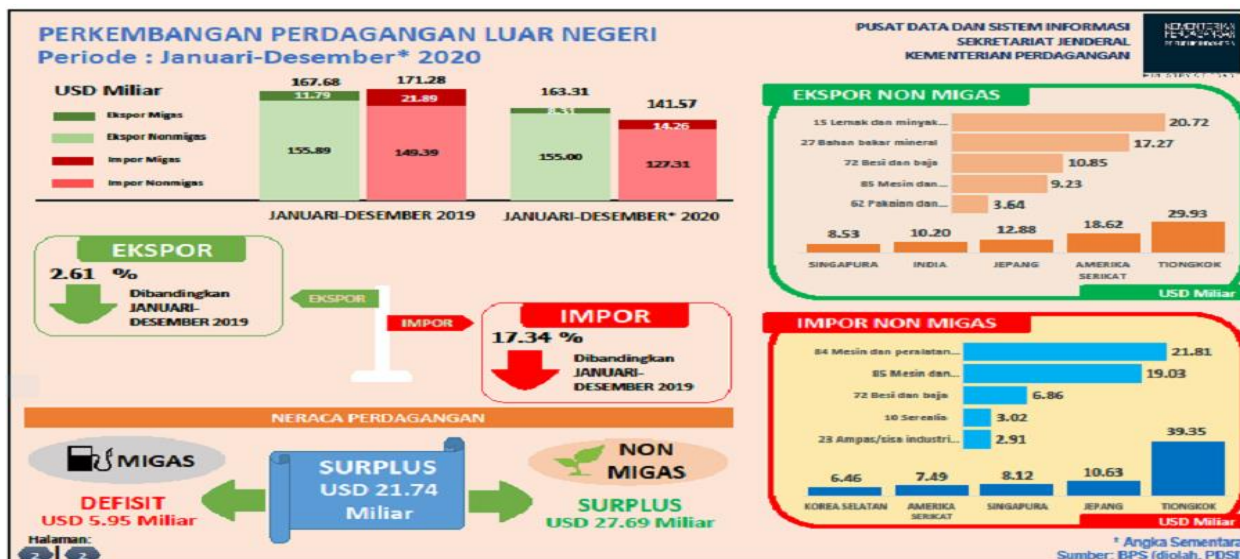 PERKEMBANGAN PERDAGANGAN LUAR NEGERI
Periode : Januari-Desember* 2020
PUSAT DATA DAN SISTEM INFORMASI
SEKRETARIAT JENDERAL
KEMENTERIAN PERDAGANGAN
KEMENTERIAN
PERDAGANGAN
USD Miliar
Ekspor Migas
Ekspor Nonmigas
Impor Migas
Impor Nonmigas
167.68
11.79
155.89
171.28
21.89
149.39
163.31
8.31
155.00
141.57
14.26
127.31
JANUARI-DESEMBER 2019
JANUARI-DESEMBER* 2020
EKSPOR
2.61 %
Dibandingkan
JANUARI-
DESEMBER 2019
EKSPOR
IMPOR
IMPOR
17.34 %
Dibandingkan
JANUARI-
DESEMBER 2019
NERACA PERDAGANGAN
MIGAS
DEFISIT
USD 5.95 Miliar
SURPLUS
USD 21.74
Miliar
NON
MIGAS
SURPLUS
USD 27.69 Miliar
Halaman:
2 2
EKSPOR NON MIGAS
15 Lemak dan minyak... 20.72
27 Bahan bakar mineral 17.27
72 Besi dan baja 10.85
85 Mesin dan... 9.23
62 Pakaian dan... 3.64
8.53 10.20 12.88 18.62 29.93
SINGAPURA INDIA JEPANG AMERIKA SERIKAT TIONGKOK
USD Miliar
IMPOR NON MIGAS
84 Mesin dan peralatan... 21.81
85 Mesin dan... 19.03
72 Besi dan baja 6.86
10 Serealia 3.02
23 Ampas/sisa industri... 2.91
6.46 7.49 8.12 10.63 39.35
KOREA SELATAN AMERIKA SERIKAT SINGAPURA JEPANG TIONGKOK
USD Miliar
* Angka Sementara
Sumber: BPS (diolah, PDSI